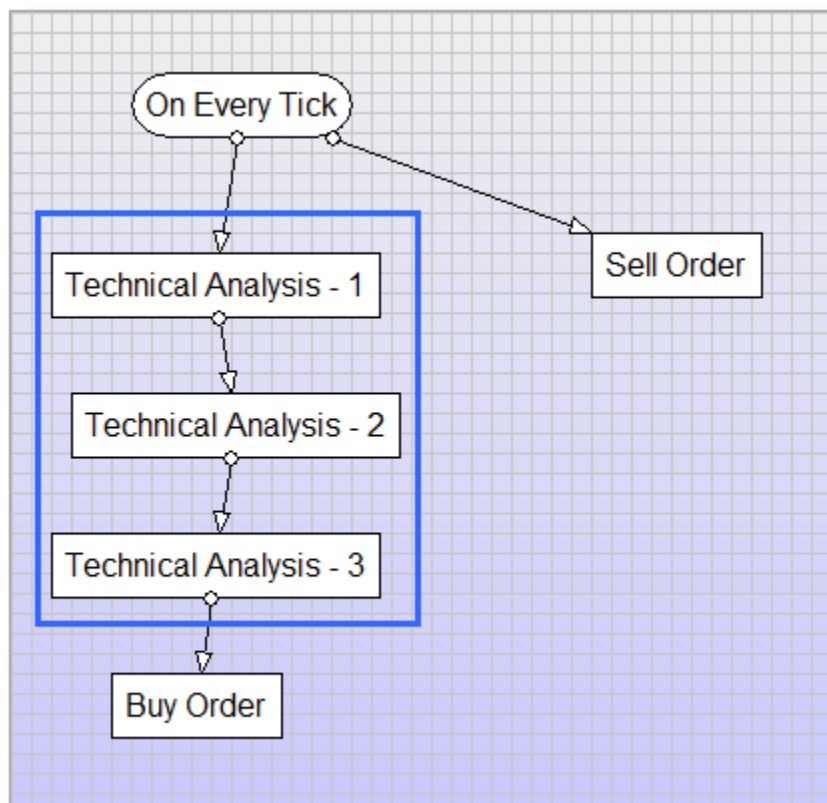 On Every Tick
Sell Order
Technical Analysis - 1
Technical Analysis - 2
Technical Analysis - 3
Buy Order